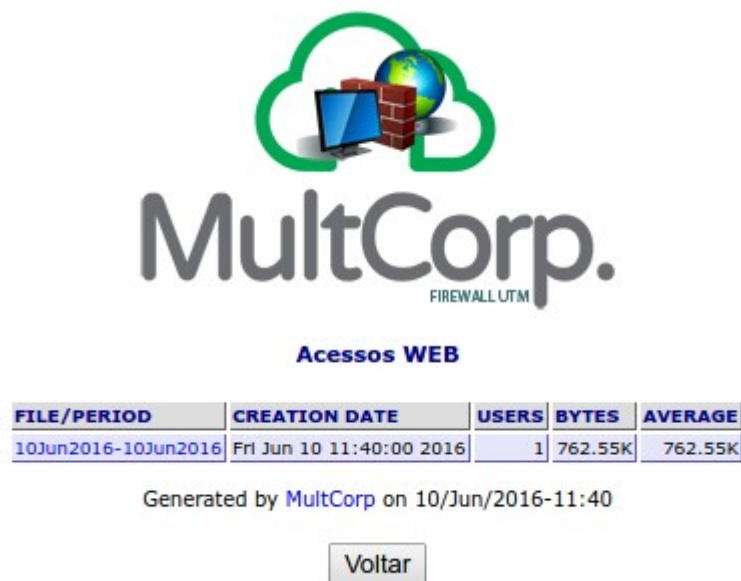 MultCorp.
FIREWALL UTM
Acessos WEB
FILE/PERIOD CREATION DATE USERS BYTES AVERAGE
10Jun2016-10Jun2016 Fri Jun 10 11:40:00 2016 1 762.55K 762.55K
Generated by MultCorp on 10/Jun/2016-11:40
Voltar